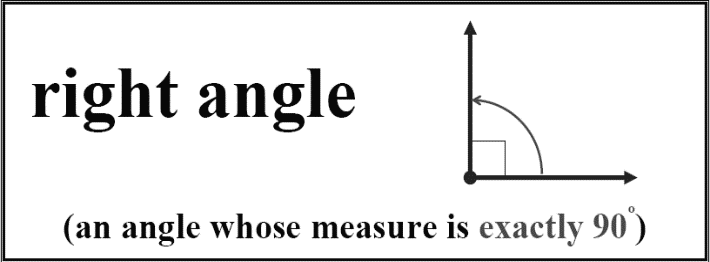 right angle
(an angle whose measure is exactly 90°)